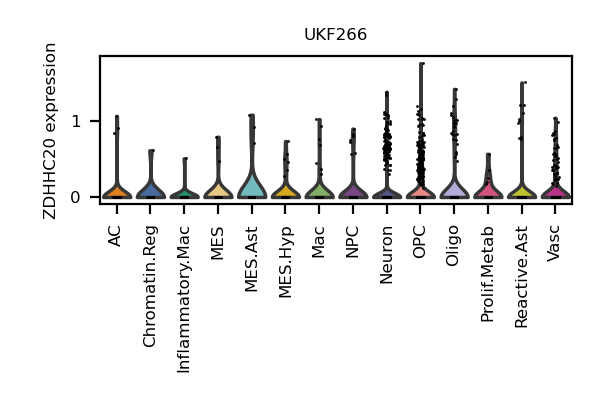 UKF266
ZDHHC20 expression
1
0
AC
Chromatin.Reg
Inflammatory.Mac
MES
MES.Ast
MES.Hyp
Mac
NPC
Neuron
OPC
Oligo
Prolif.Metab
Reactive.Ast
Vasc